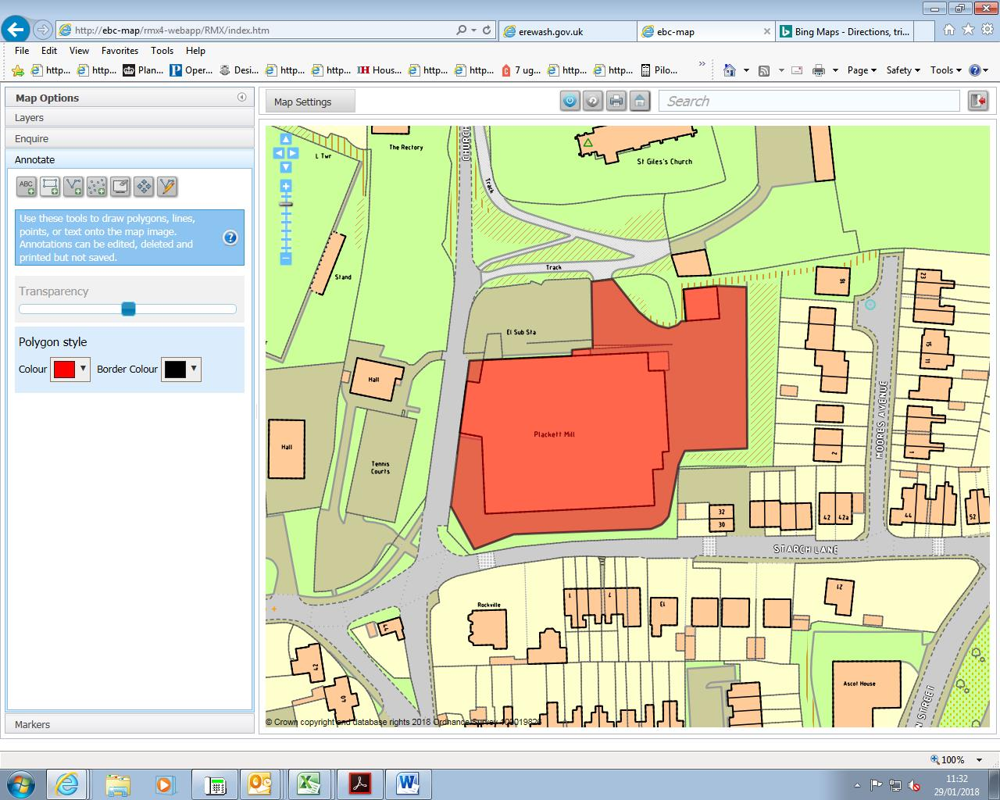 http://ebc-map/rmx4-webapp/RMX/index.htm
erewash.gov.uk
ebc-map
Bing Maps - Directions, tri...
File Edit View Favorites Tools Help
http... http... Plan... Oper... Desi... http... http... Hous... http... http... 7 ug... http... http... Pilo... Page Safety Tools
Map Options
Layers
Enquire
Annotate
ABC
Use these tools to draw polygons, lines,
points, or text onto the map image.
Annotations can be edited, deleted and
printed but not saved.
Transparency
Polygon style
Colour Border Colour
Markers
Map Settings
Search
The Rectory
L Twr
CHURCH
Track
St Giles's Church
Stand
Track
16
23
El Sub Sta
15
11
Hall
Hall
Plackett Mill
MOORES AVENUE
Tennis
Courts
2
1
32
30
42 42a
44
52
STARCH LANE
Rockville
1
7
13
21
42
40
Ascot House
N STREET
© Crown copyright and database rights 2018 Ordnance Survey 100019826
100%
11:32
29/01/2018